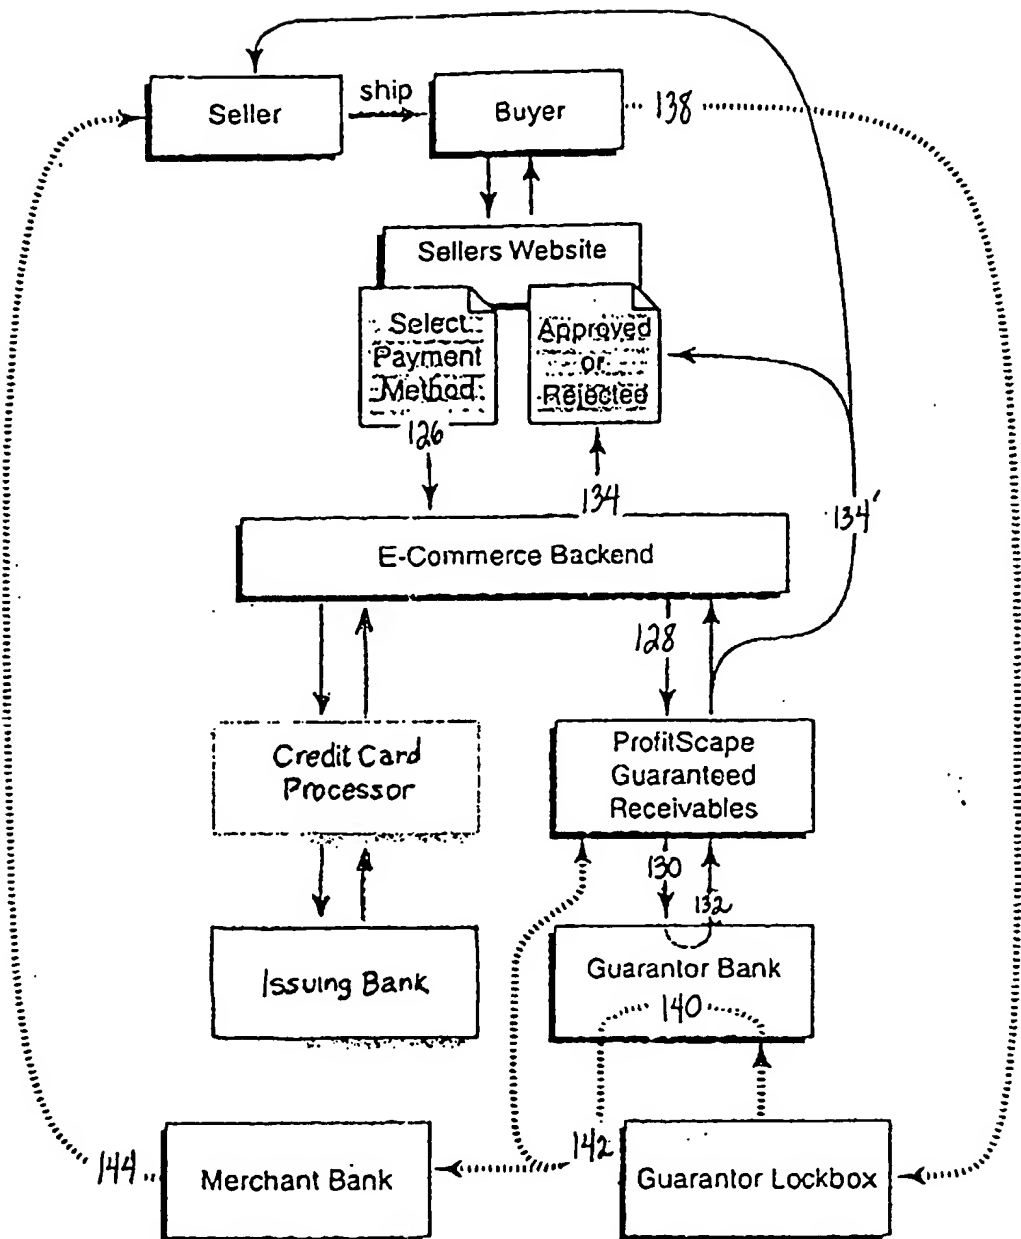 Seller
ship
Buyer
138
Sellers Website
Select
Payment
Method
Approved
or
Rejected
126
134
134'
E-Commerce Backend
128
Credit Card
Processor
ProfitScape
Guaranteed
Receivables
130
132
Issuing Bank
Guarantor Bank
140
142
144
Merchant Bank
Guarantor Lockbox